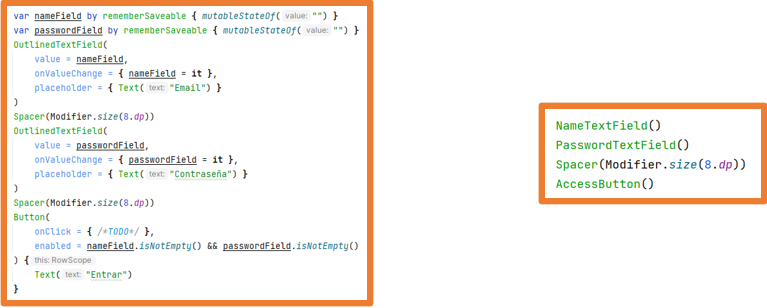 var nameField by rememberSaveable { mutableStateOf( value: "") }
var passwordField by rememberSaveable { mutableStateOf( value: "") }
OutlinedTextField(
value = nameField,
onValueChange = { nameField = it },
placeholder = { Text( text: "Email") }
)
Spacer(Modifier.size(8.dp))
OutlinedTextField(
value = passwordField,
onValueChange = { passwordField = it },
placeholder = { Text( text: "Contraseña") }
)
Spacer(Modifier.size(8.dp))
Button(
onClick = { /*TODO*/ },
enabled = nameField.isNotEmpty() && passwordField.isNotEmpty()
) { this: RowScope
Text( text: "Entrar")
}
NameTextField()
PasswordTextField()
Spacer(Modifier.size(8.dp))
AccessButton()